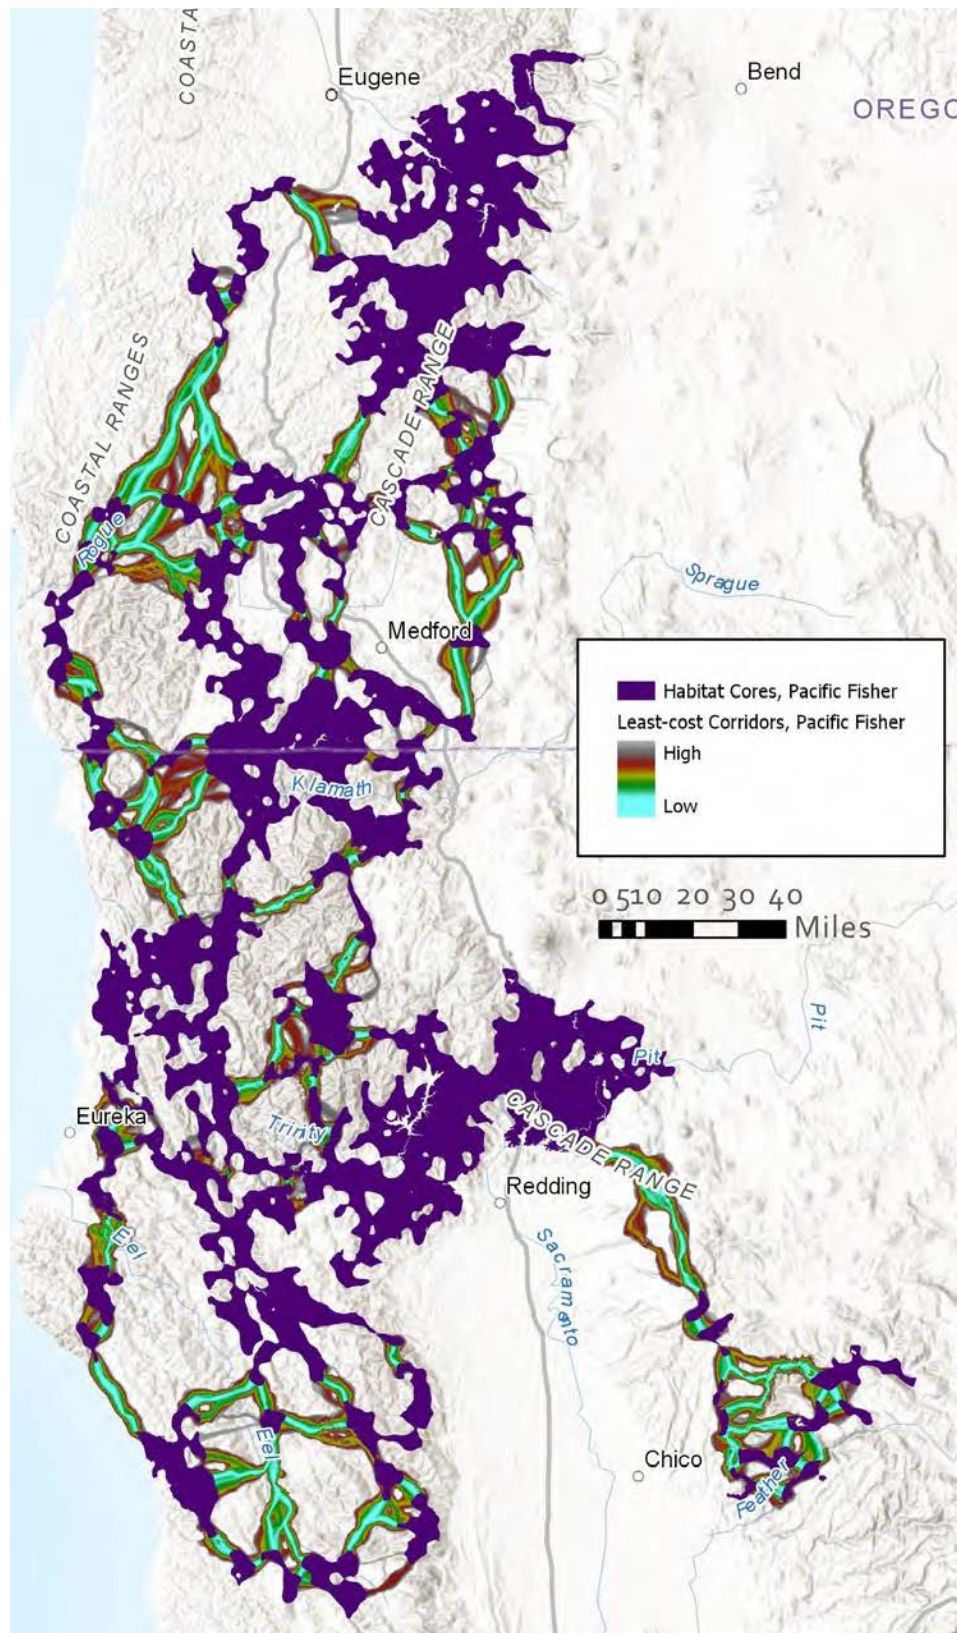 COASTA
Eugene
Bend
OREGO
COASTAL RANGES
CASCADE RANGE
Rogue
Sprague
Medford
Habitat Cores, Pacific Fisher
Least-cost Corridors, Pacific Fisher
High
Low
Klamath
0 5 10 20 30 40
Miles
Pit
Pit
Eureka
Trinity
CASCADE RANGE
Redding
Eel
Sacramento
Eel
Chico
Feather